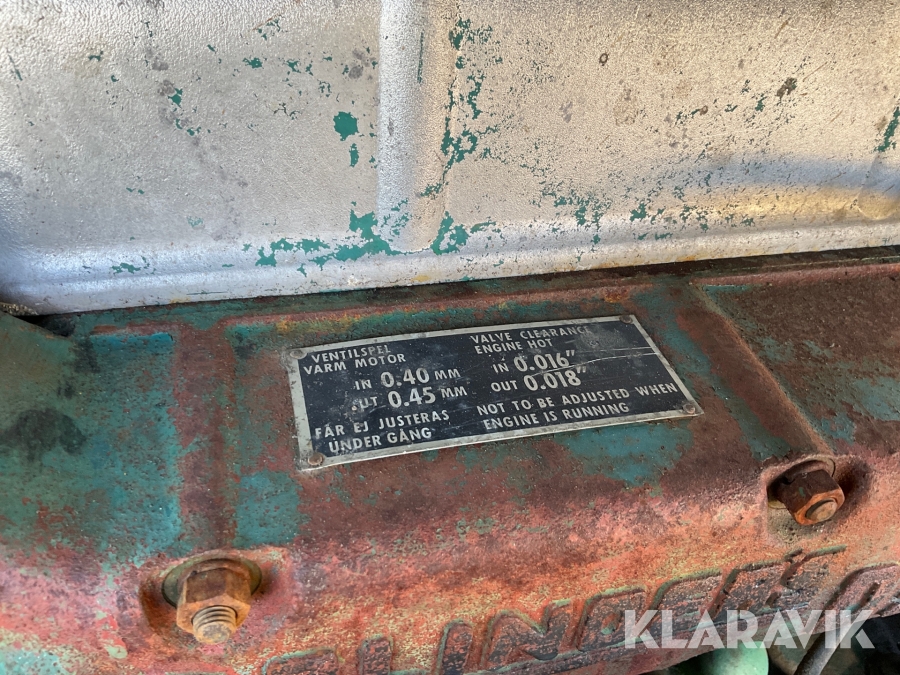 VENTILSPEL
VARM MOTOR
IN 0.40 MM
UT 0.45 MM
FÅR EJ JUSTERAS
UNDER GÅNG
VALVE CLEARANCE
ENGINE HOT
IN 0.016"
OUT 0.018"
NOT TO BE ADJUSTED WHEN
ENGINE IS RUNNING
KLARAVIK